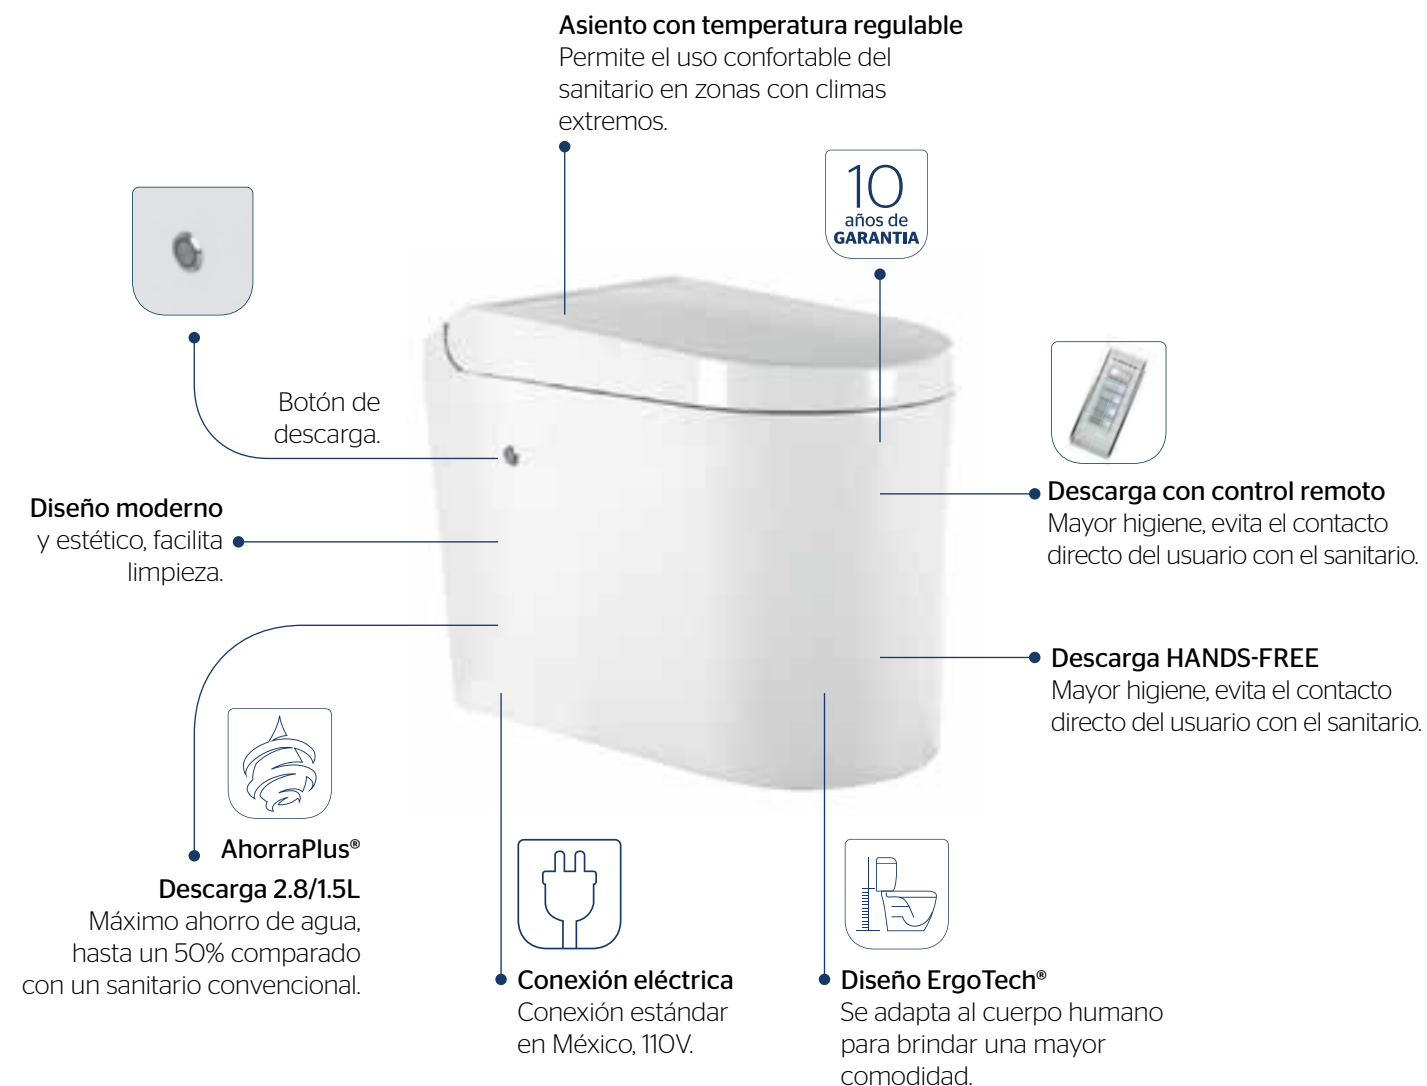 Asiento con temperatura regulable
Permite el uso confortable del
sanitario en zonas con climas
extremos.
10
años de
GARANTIA
Botón de
descarga.
Descarga con control remoto
Mayor higiene, evita el contacto
directo del usuario con el sanitario.
Diseño moderno
y estético, facilita
limpieza.
Descarga HANDS-FREE
Mayor higiene, evita el contacto
directo del usuario con el sanitario.
AhorraPlus®
Descarga 2.8/1.5L
Máximo ahorro de agua,
hasta un 50% comparado
con un sanitario convencional.
Conexión eléctrica
Conexión estándar
en México, 110V.
Diseño ErgoTech®
Se adapta al cuerpo humano
para brindar una mayor
comodidad.